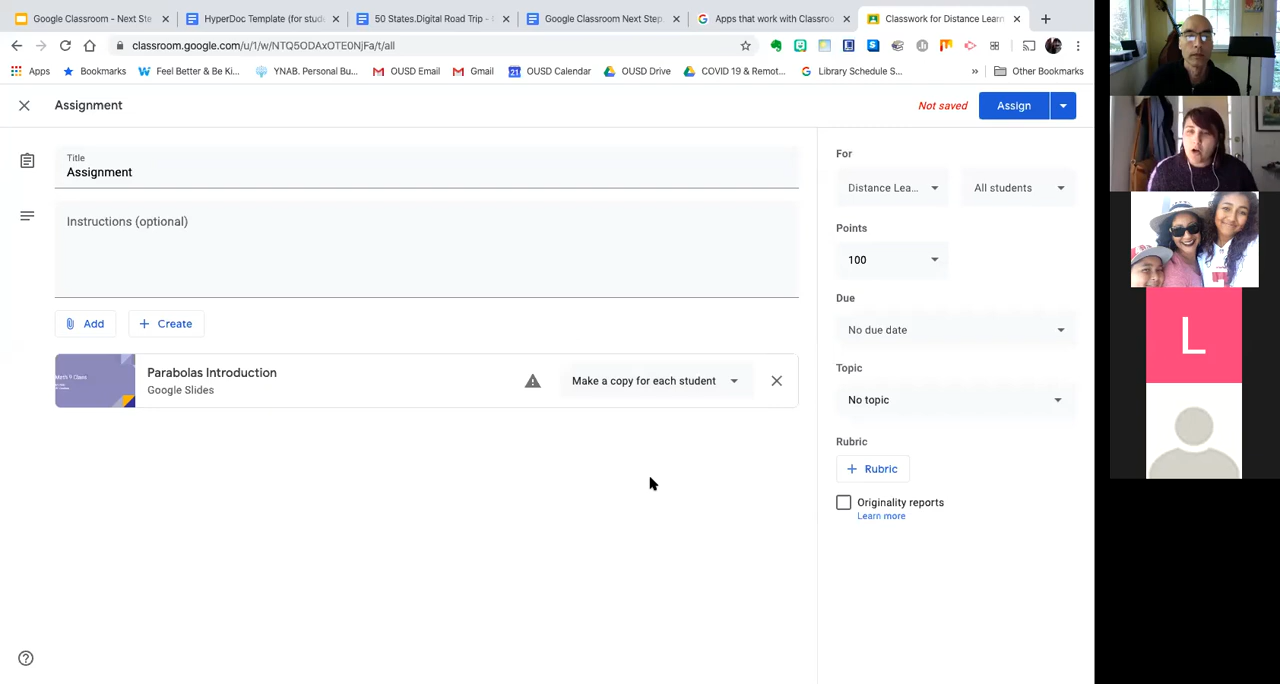 Google Classroom - Next Ste
HyperDoc Template (for stude
50 States.Digital Road Trip -
Google Classroom Next Step
Apps that work with Classroo
Classwork for Distance Learn
classroom.google.com/u/1/w/NTQ5ODAxOTE0NjFa/t/all
Apps
Bookmarks
Feel Better & Be Ki...
YNAB. Personal Bu...
OUSD Email
Gmail
OUSD Calendar
OUSD Drive
COVID 19 & Remot...
Library Schedule S...
»
Other Bookmarks
Assignment
Not saved
Assign
Title
Assignment
Instructions (optional)
Add
Create
Parabolas Introduction
Google Slides
Make a copy for each student
For
Distance Lea...
All students
Points
100
Due
No due date
Topic
No topic
Rubric
+ Rubric
Originality reports
Learn more
L